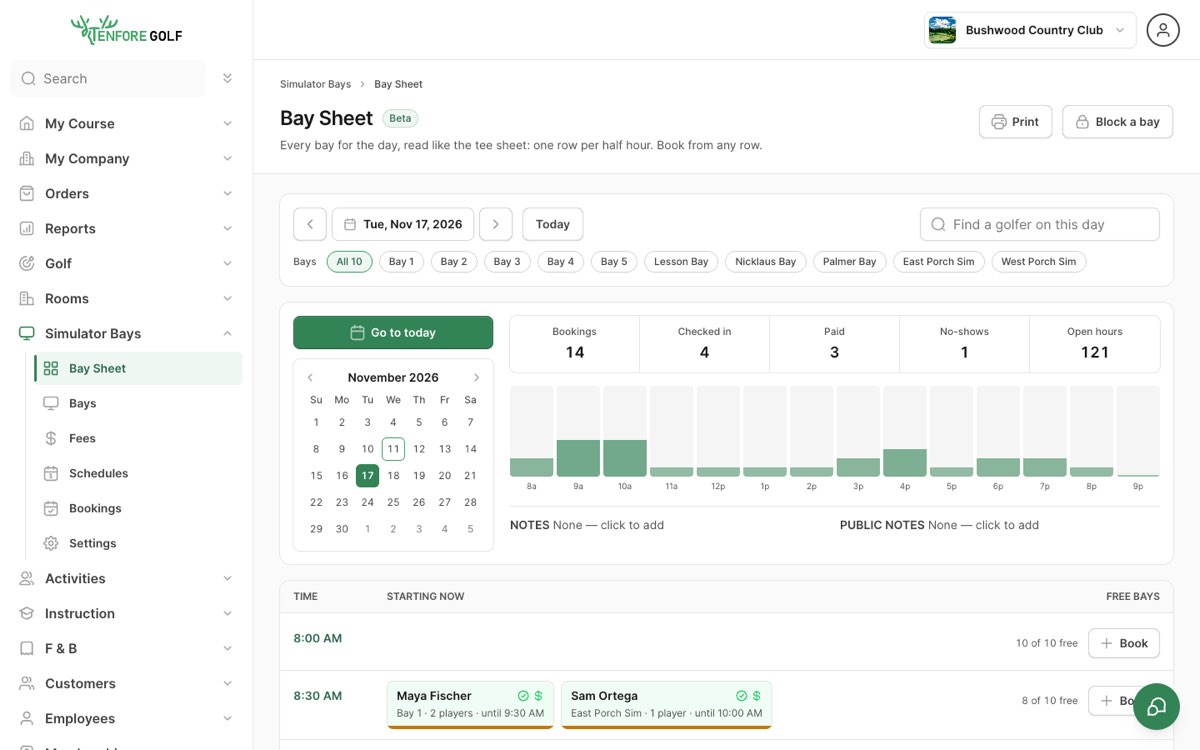 TENFORE GOLF
Bushwood Country Club
Search
My Course
My Company
Orders
Reports
Golf
Rooms
Simulator Bays
Bay Sheet
Bays
Fees
Schedules
Bookings
Settings
Activities
Instruction
F & B
Customers
Employees
Simulator Bays > Bay Sheet
Bay Sheet Beta
Every bay for the day, read like the tee sheet: one row per half hour. Book from any row.
Print
Block a bay
Tue, Nov 17, 2026
Today
Find a golfer on this day
Bays All 10 Bay 1 Bay 2 Bay 3 Bay 4 Bay 5 Lesson Bay Nicklaus Bay Palmer Bay East Porch Sim West Porch Sim
Go to today
November 2026
Su Mo Tu We Th Fr Sa
1 2 3 4 5 6 7
8 9 10 11 12 13 14
15 16 17 18 19 20 21
22 23 24 25 26 27 28
29 30 1 2 3 4 5
Bookings Checked in Paid No-shows Open hours
14 4 3 1 121
8a 9a 10a 11a 12p 1p 2p 3p 4p 5p 6p 7p 8p 9p
NOTES None — click to add
PUBLIC NOTES None — click to add
TIME STARTING NOW FREE BAYS
8:00 AM 10 of 10 free + Book
8:30 AM
Maya Fischer $
Bay 1 · 2 players · until 9:30 AM
Sam Ortega $
East Porch Sim · 1 player · until 10:00 AM
8 of 10 free